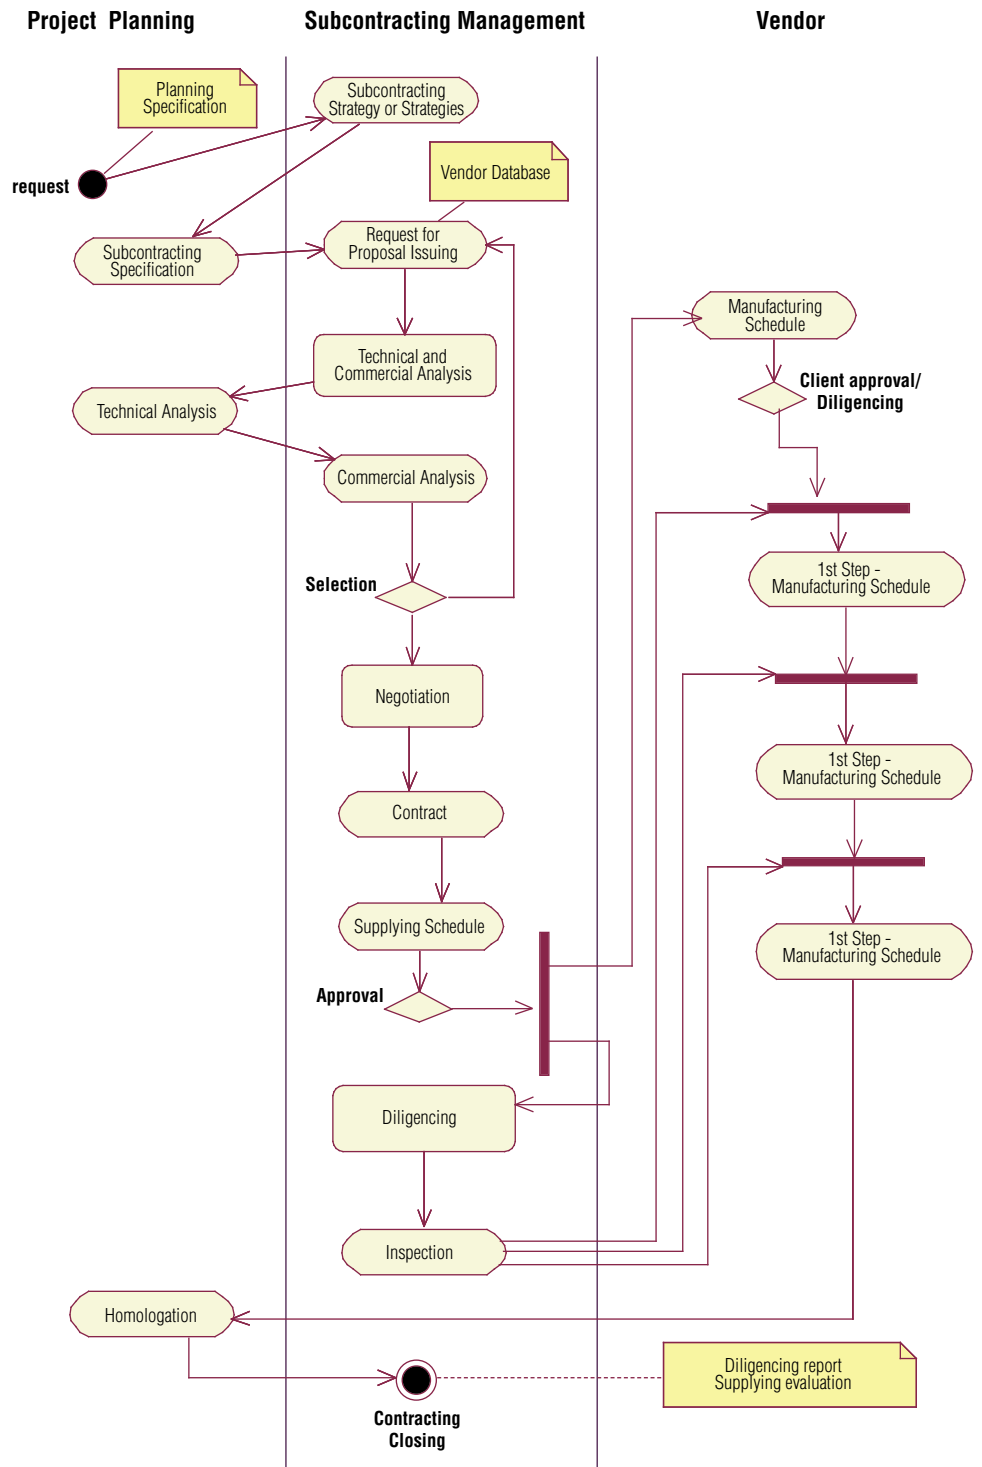 Project Planning
Subcontracting Management
Vendor
Planning
Specification
Subcontracting
Strategy or Strategies
request
Vendor Database
Subcontracting
Specification
Request for
Proposal Issuing
Manufacturing
Schedule
Technical and
Commercial Analysis
Client approval/
Diligencing
Technical Analysis
Commercial Analysis
Selection
1st Step -
Manufacturing Schedule
Negotiation
1st Step -
Manufacturing Schedule
Contract
Supplying Schedule
1st Step -
Manufacturing Schedule
Approval
Diligencing
Inspection
Homologation
Diligencing report
Supplying evaluation
Contracting
Closing